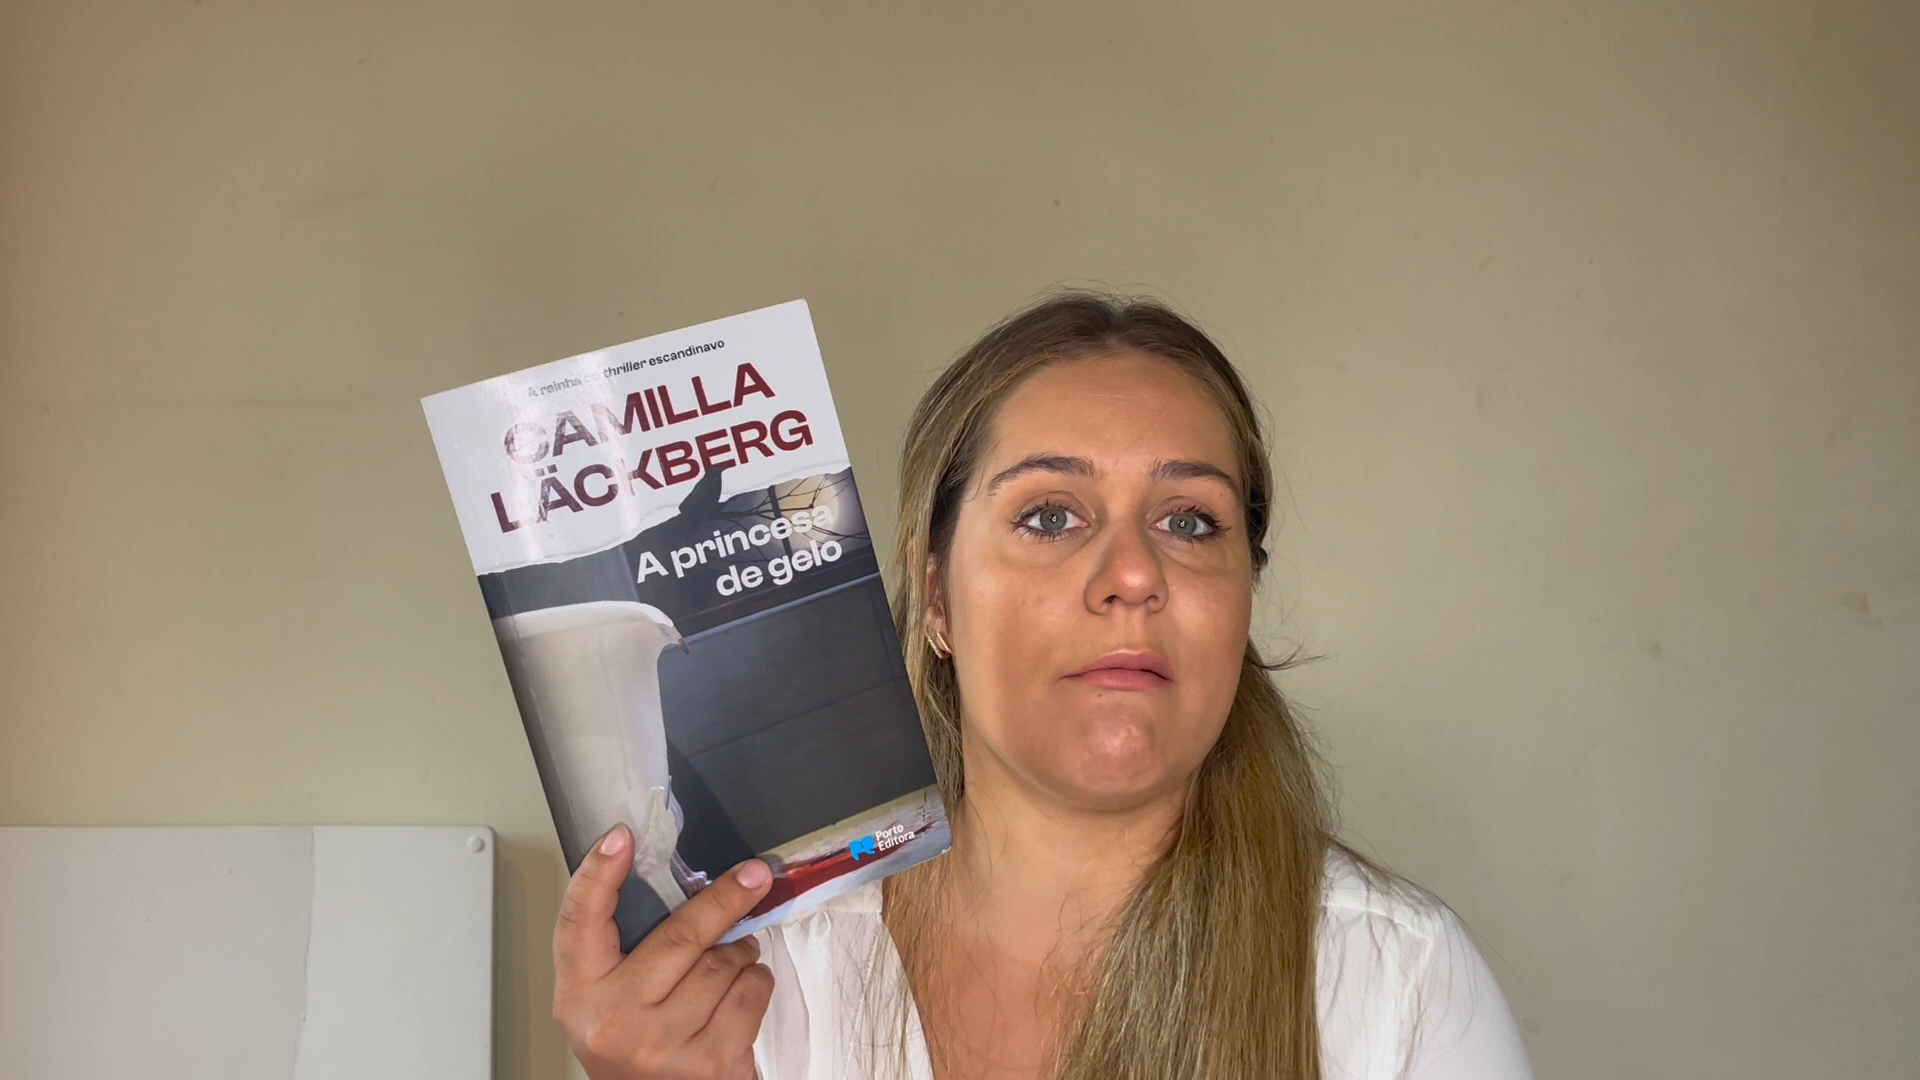 A rainha do thriller escandinavo
CAMILLA
LÄCKBERG
A princesa
de gelo
Porto
Editora